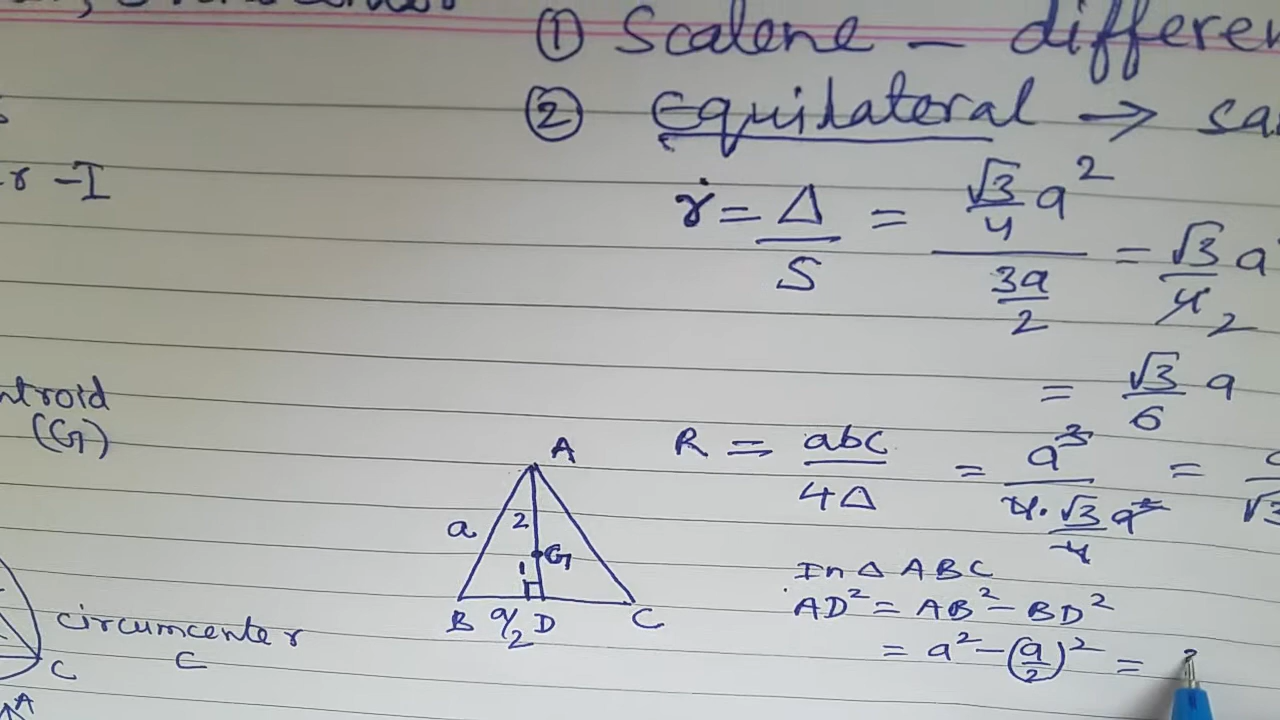 ① Scalene - differen
② Equilateral → sa
r - I
r = Δ/S = (√3/4 a²)/(3a/2) = √3/4 2 a
= √3/6 a
ntroid
(G)
R = abc/4Δ = a³/(4·√3/4 a²) = √3
A
a 2 G
1
B a/2 D C
In Δ ABC
AD² = AB² - BD²
= a² - (a/2)² =
circumcenter
C
C
A